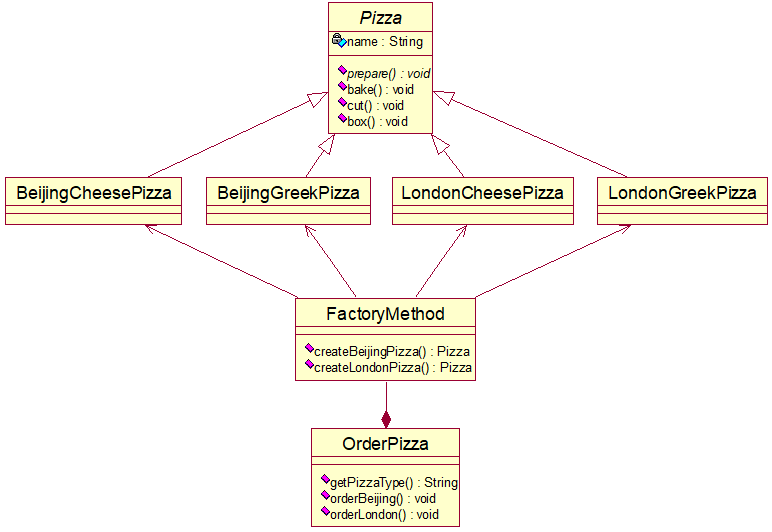 Pizza
name : String
prepare() : void
bake() : void
cut() : void
box() : void
BeijingCheesePizza
BeijingGreekPizza
LondonCheesePizza
LondonGreekPizza
FactoryMethod
createBeijingPizza() : Pizza
createLondonPizza() : Pizza
OrderPizza
getPizzaType() : String
orderBeijing() : void
orderLondon() : void